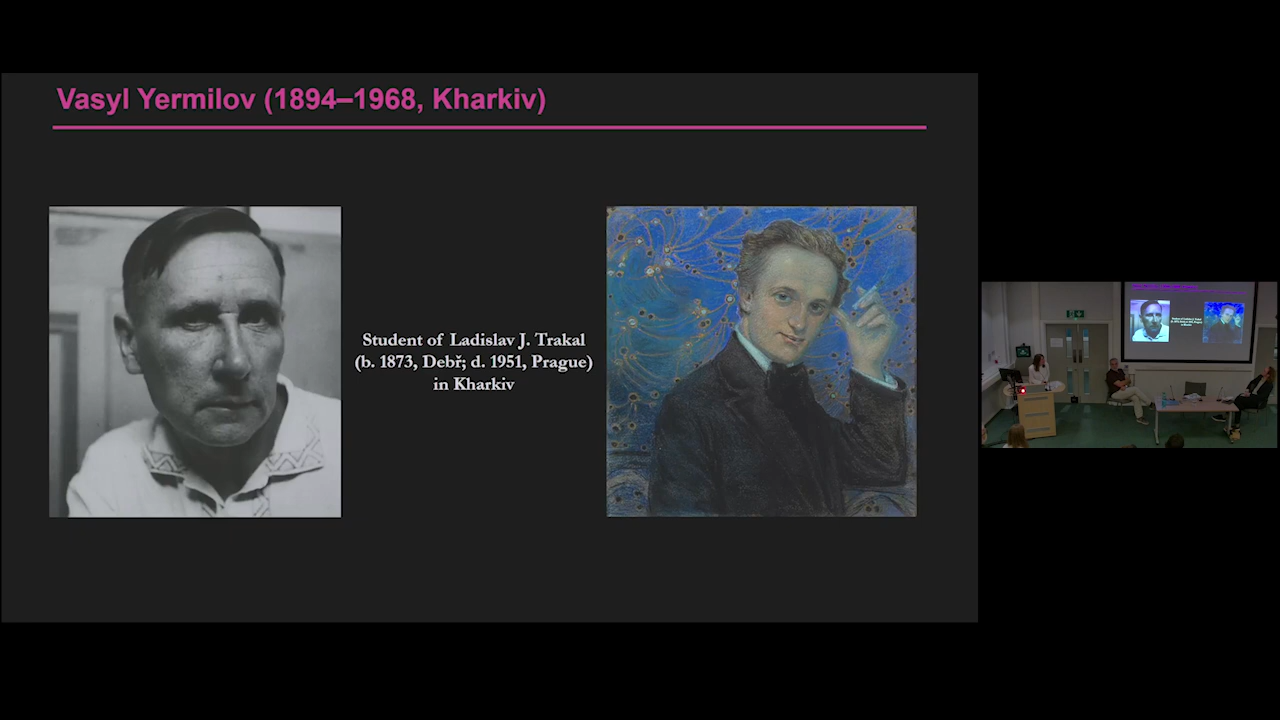 Vasyl Yermilov (1894–1968, Kharkiv)
Student of Ladislav J. Trakal
(b. 1873, Debř; d. 1951, Prague)
in Kharkiv